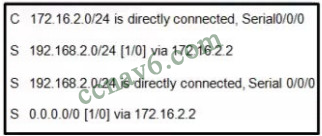 C 172.16.2.0/24 is directly connected, Serial0/0/0
S 192.168.2.0/24 [1/0] via 172.16.2.2
S 192.168.2.0/24 is directly connected, Serial 0/0/0
S 0.0.0.0/0 [1/0] via 172.16.2.2
ccnav6.com